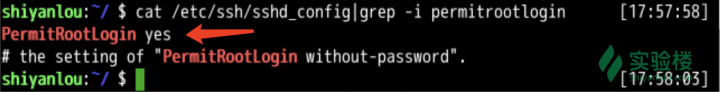 shiyanlou:~/ $ cat /etc/ssh/sshd_config|grep -i permitrootlogin [17:57:58]
PermitRootLogin yes
# the setting of "PermitRootLogin without-password".
shiyanlou:~/ $ [17:58:03]
实验楼